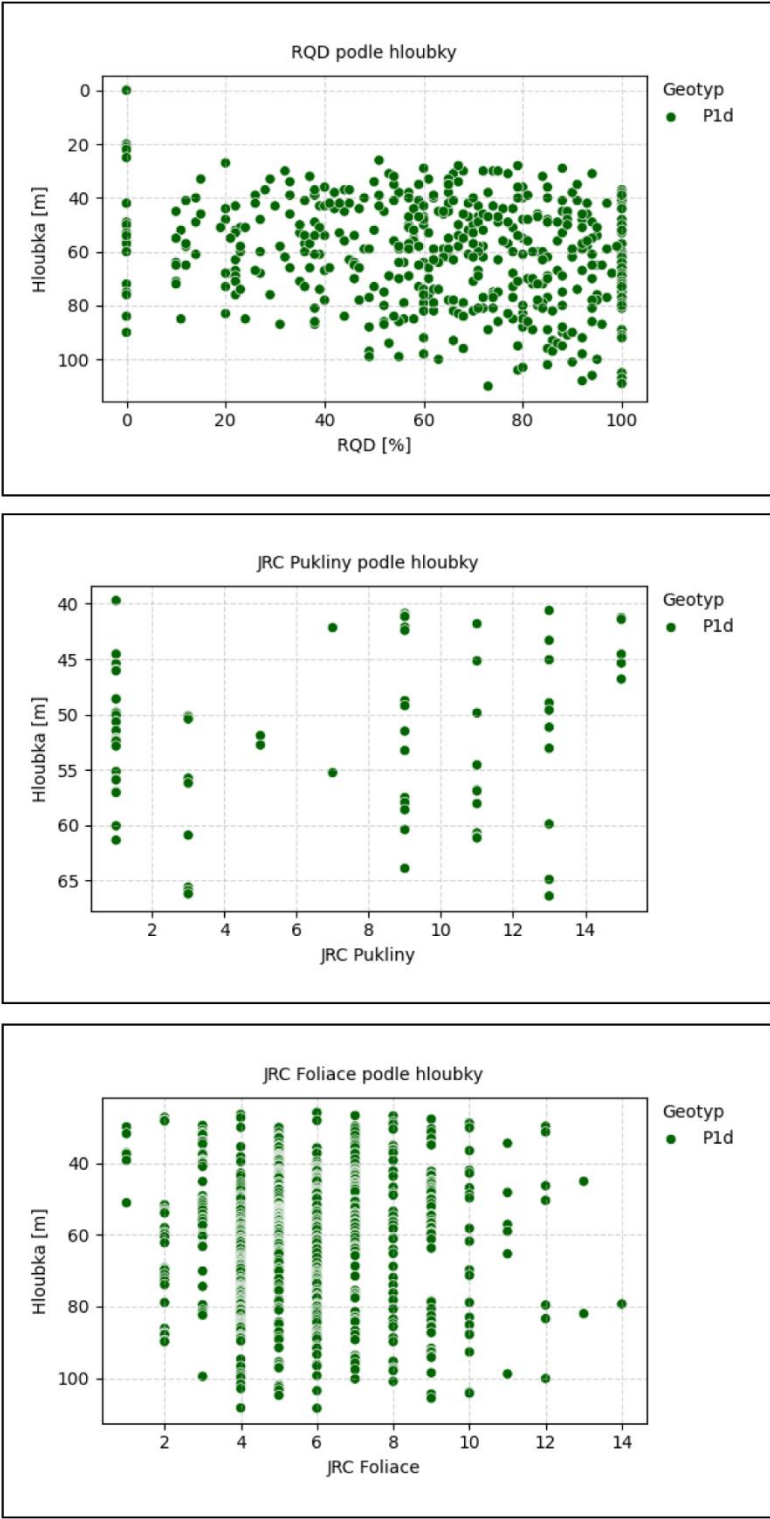 RQD podle hloubky
Geotyp
P1d
0
20
40
60
80
100
Hloubka [m]
0 20 40 60 80 100
RQD [%]
JRC Pukliny podle hloubky
Geotyp
P1d
40
45
50
55
60
65
Hloubka [m]
2 4 6 8 10 12 14
JRC Pukliny
JRC Foliace podle hloubky
Geotyp
P1d
40
60
80
100
Hloubka [m]
2 4 6 8 10 12 14
JRC Foliace